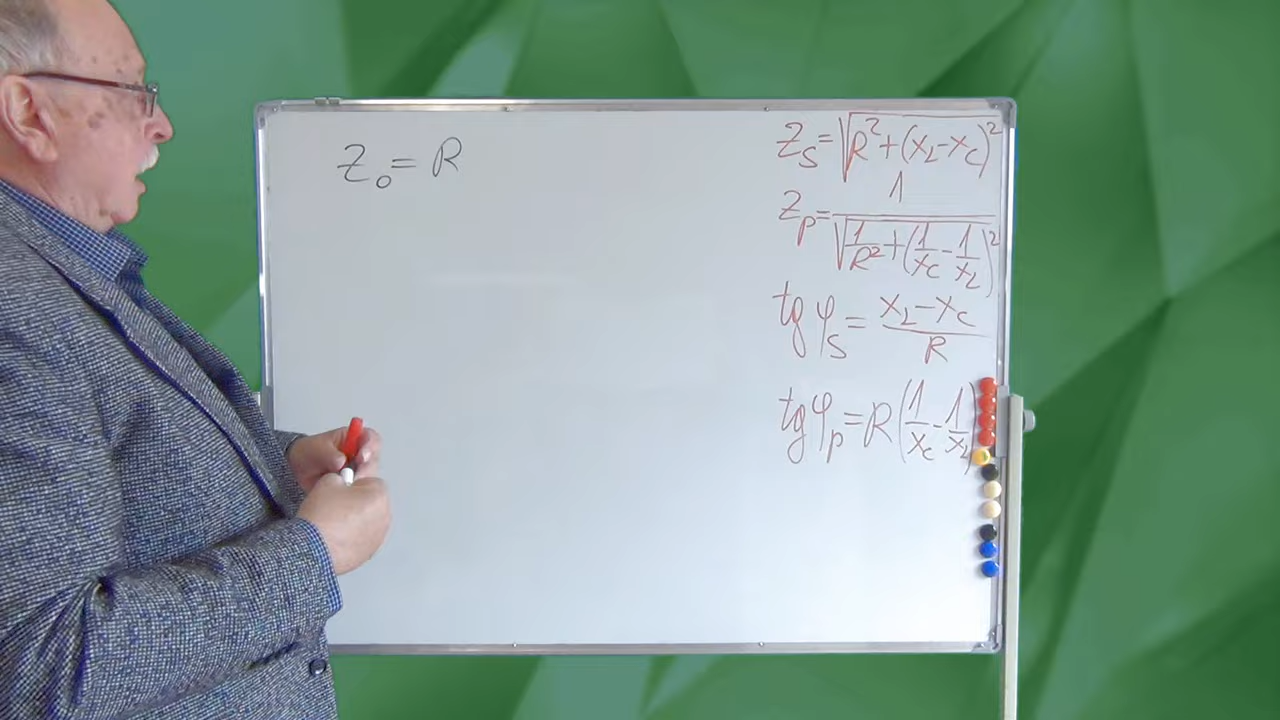 Z₀ = R
Z_S = √(R² + (X_L - X_C)²)
Z_P = 1 / √(1/R² + (1/X_C - 1/X_L)²)
tg φ_S = (X_L - X_C) / R
tg φ_P = R(1/X_C - 1/X_L)